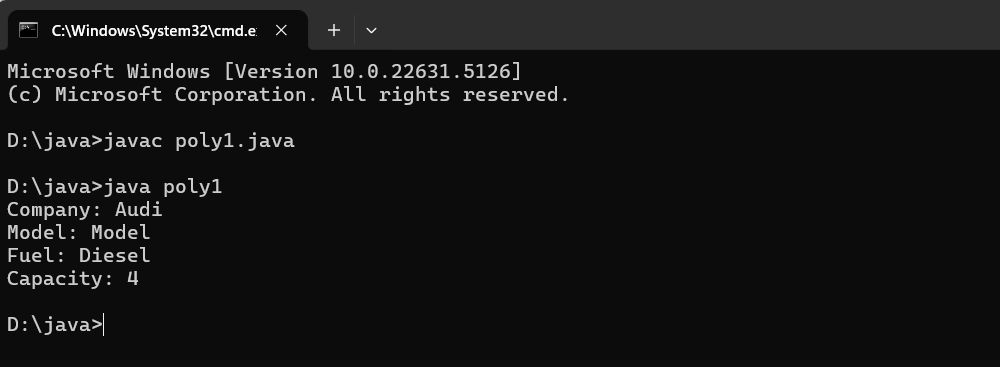 C:\Windows\System32\cmd.e
Microsoft Windows [Version 10.0.22631.5126]
(c) Microsoft Corporation. All rights reserved.
D:\java>javac poly1.java
D:\java>java poly1
Company: Audi
Model: Model
Fuel: Diesel
Capacity: 4
D:\java>